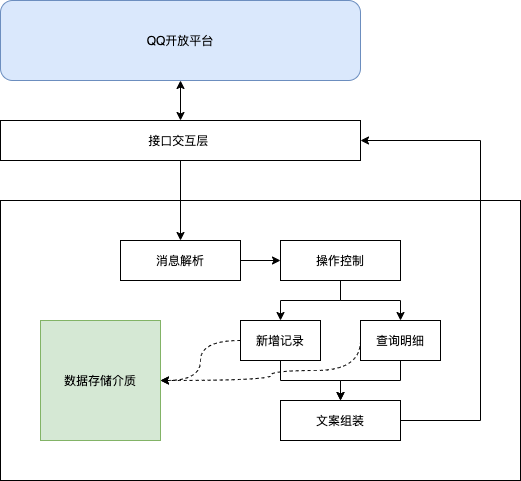 QQ开放平台
接口交互层
消息解析
操作控制
新增记录
查询明细
数据存储介质
文案组装